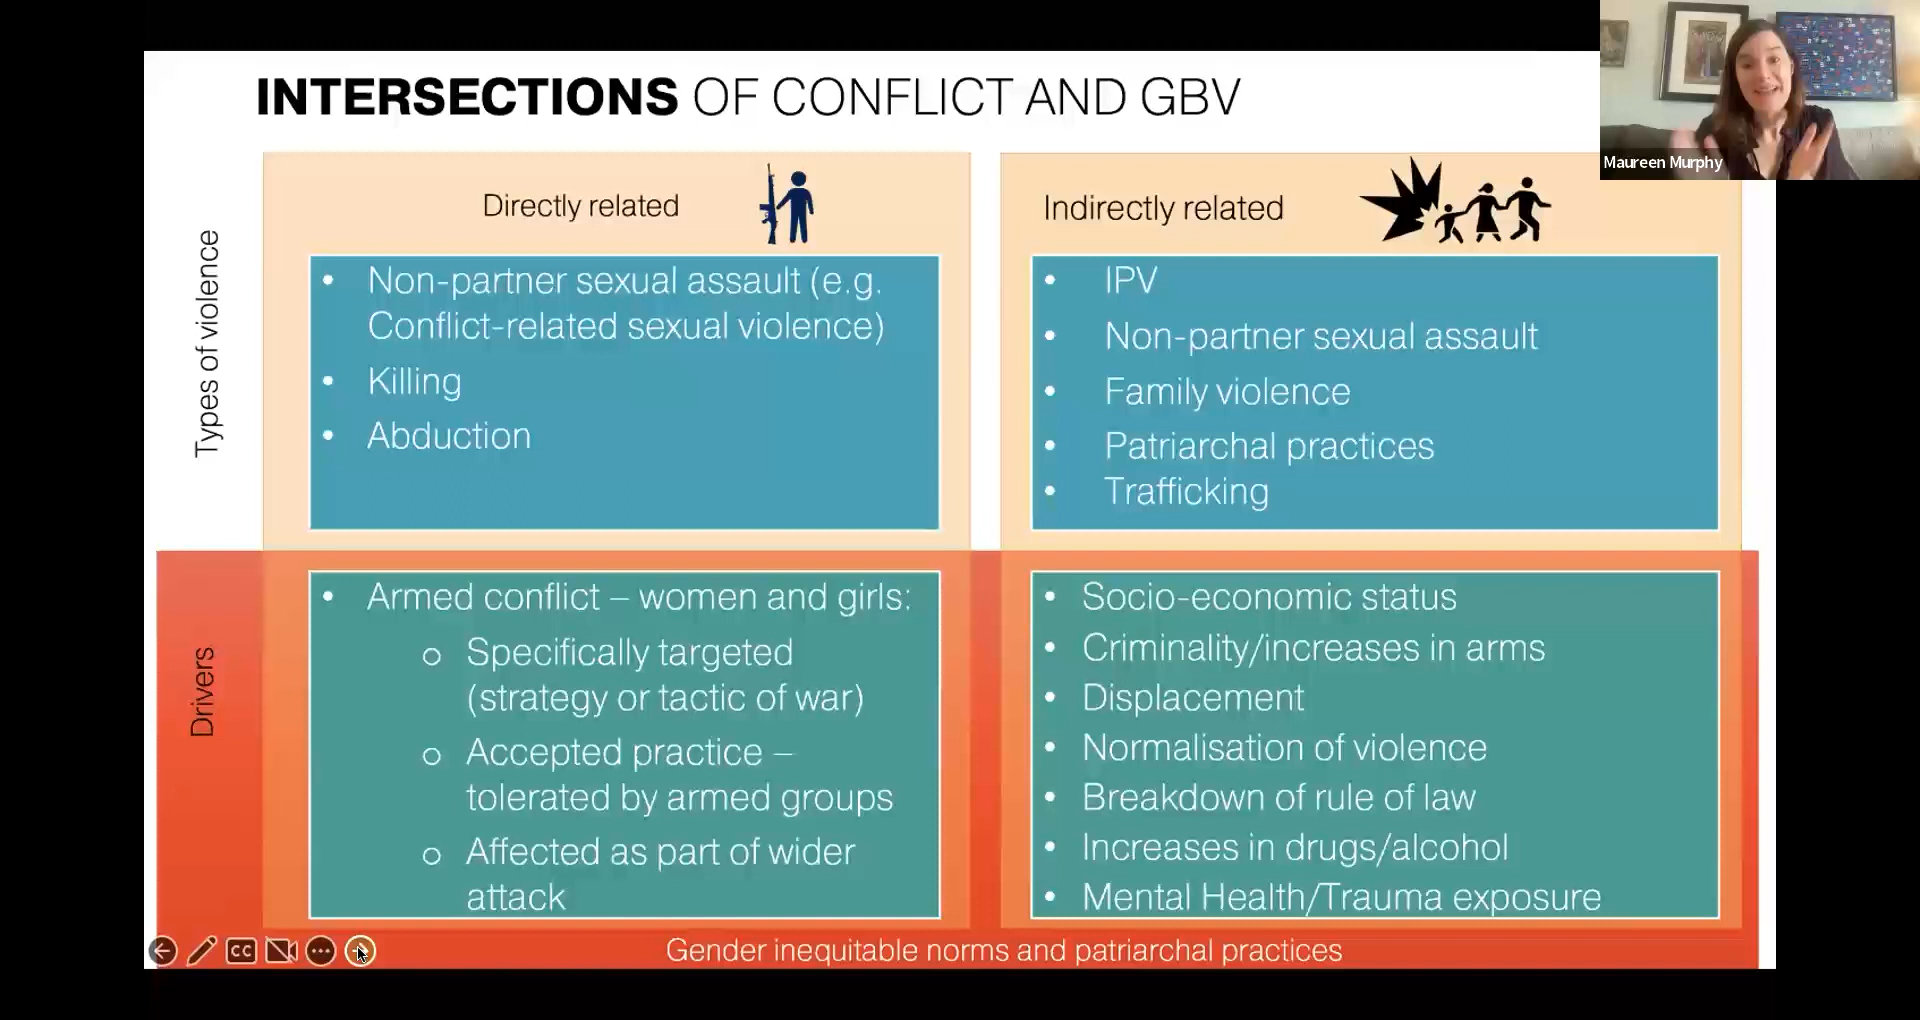 INTERSECTIONS OF CONFLICT AND GBV
Maureen Murphy
Types of violence
Directly related
• Non-partner sexual assault (e.g.
Conflict-related sexual violence)
• Killing
• Abduction
Indirectly related
• IPV
• Non-partner sexual assault
• Family violence
• Patriarchal practices
• Trafficking
Drivers
• Armed conflict – women and girls:
o Specifically targeted
(strategy or tactic of war)
o Accepted practice –
tolerated by armed groups
o Affected as part of wider
attack
• Socio-economic status
• Criminality/increases in arms
• Displacement
• Normalisation of violence
• Breakdown of rule of law
• Increases in drugs/alcohol
• Mental Health/Trauma exposure
CC
Gender inequitable norms and patriarchal practices